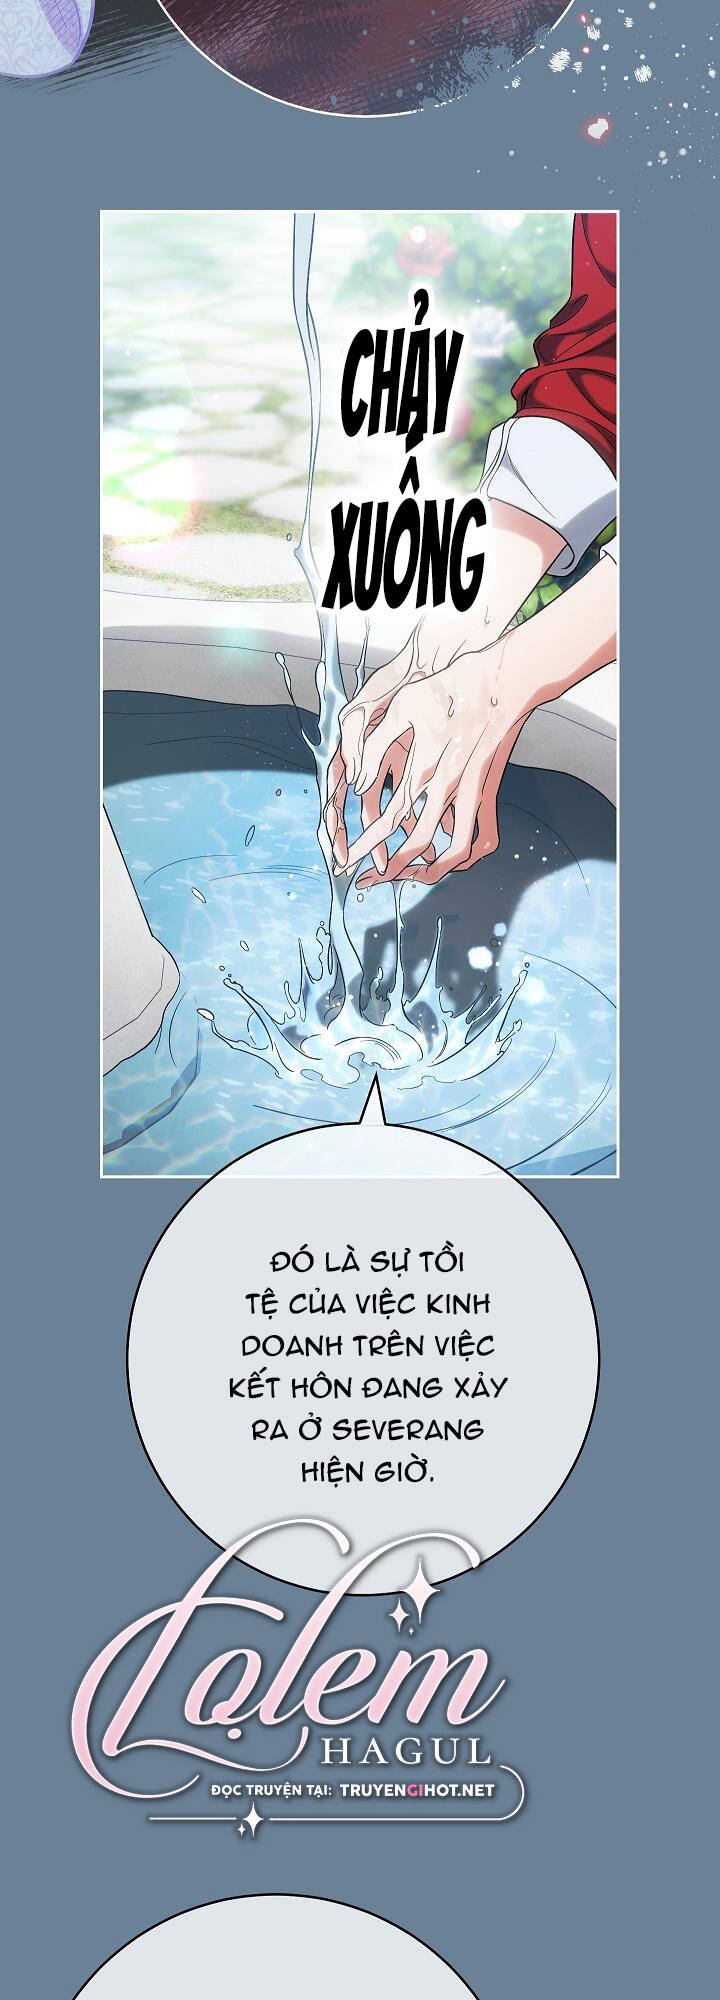 CHẢY
XUỐNG
ĐÓ LÀ SỰ TỒI
TỆ CỦA VIỆC KINH
DOANH TRÊN VIỆC
KẾT HÔN ĐANG XẢY
RA Ở SEVERANG
HIỆN GIỜ.
Lọlem
HAGUL
ĐỌC TRUYỆN TẠI: TRUYENGIHOT.NET